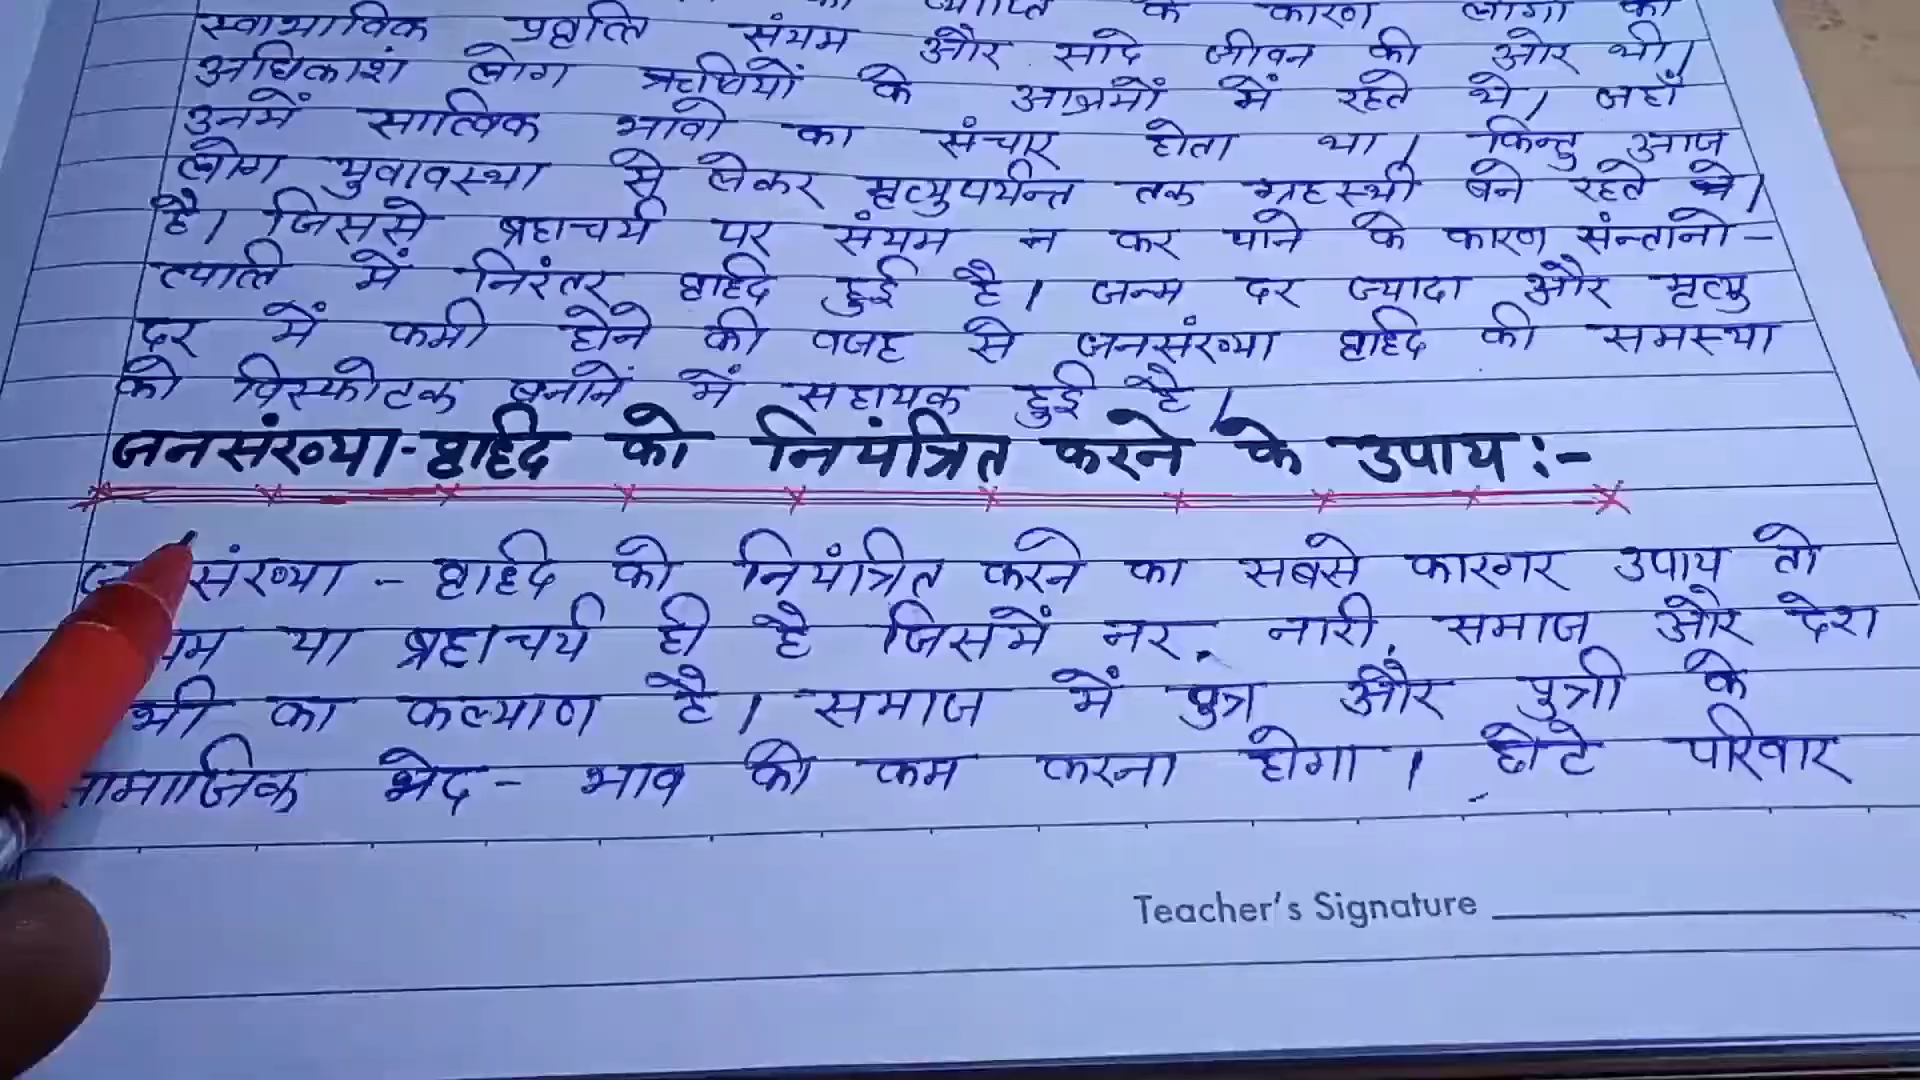 के कारण लोगों की
स्वाभाविक प्रवृत्ति संयम और सादे जीवन की ओर थी।
अधिकाशं लोग ऋषियों के आश्रमों में रहते थे। जहाँ
उनमें सात्विक भावो का संचार होता था। किन्तु आज
लोग युवावस्था से लेकर मृत्युपर्यन्त तक ग्रहस्थी बने रहते
है। जिससे ब्रह्मचर्य पर संयम न कर पाने के कारण संन्तानो-
त्पत्ति में निरंतर वृद्धि हुई है। जन्म दर ज्यादा और मृत्यु
दर में कमी होने की वजह से जनसंख्या वृद्धि की समस्या
को विस्फोटक बनानें में सहायक हुई है।
जनसंख्या-वृद्धि को नियंत्रित करने के उपाय:-
संख्या - वृद्धि को नियंत्रित करने का सबसे कारगर उपाय तो
या ब्रह्मचर्य ही है जिसमें नर, नारी, समाज और देश
भी का कल्याण है। समाज में पुत्र और पुत्री के
भेद - भाव को कम करना होगा। छोटे परिवार
Teacher's Signature